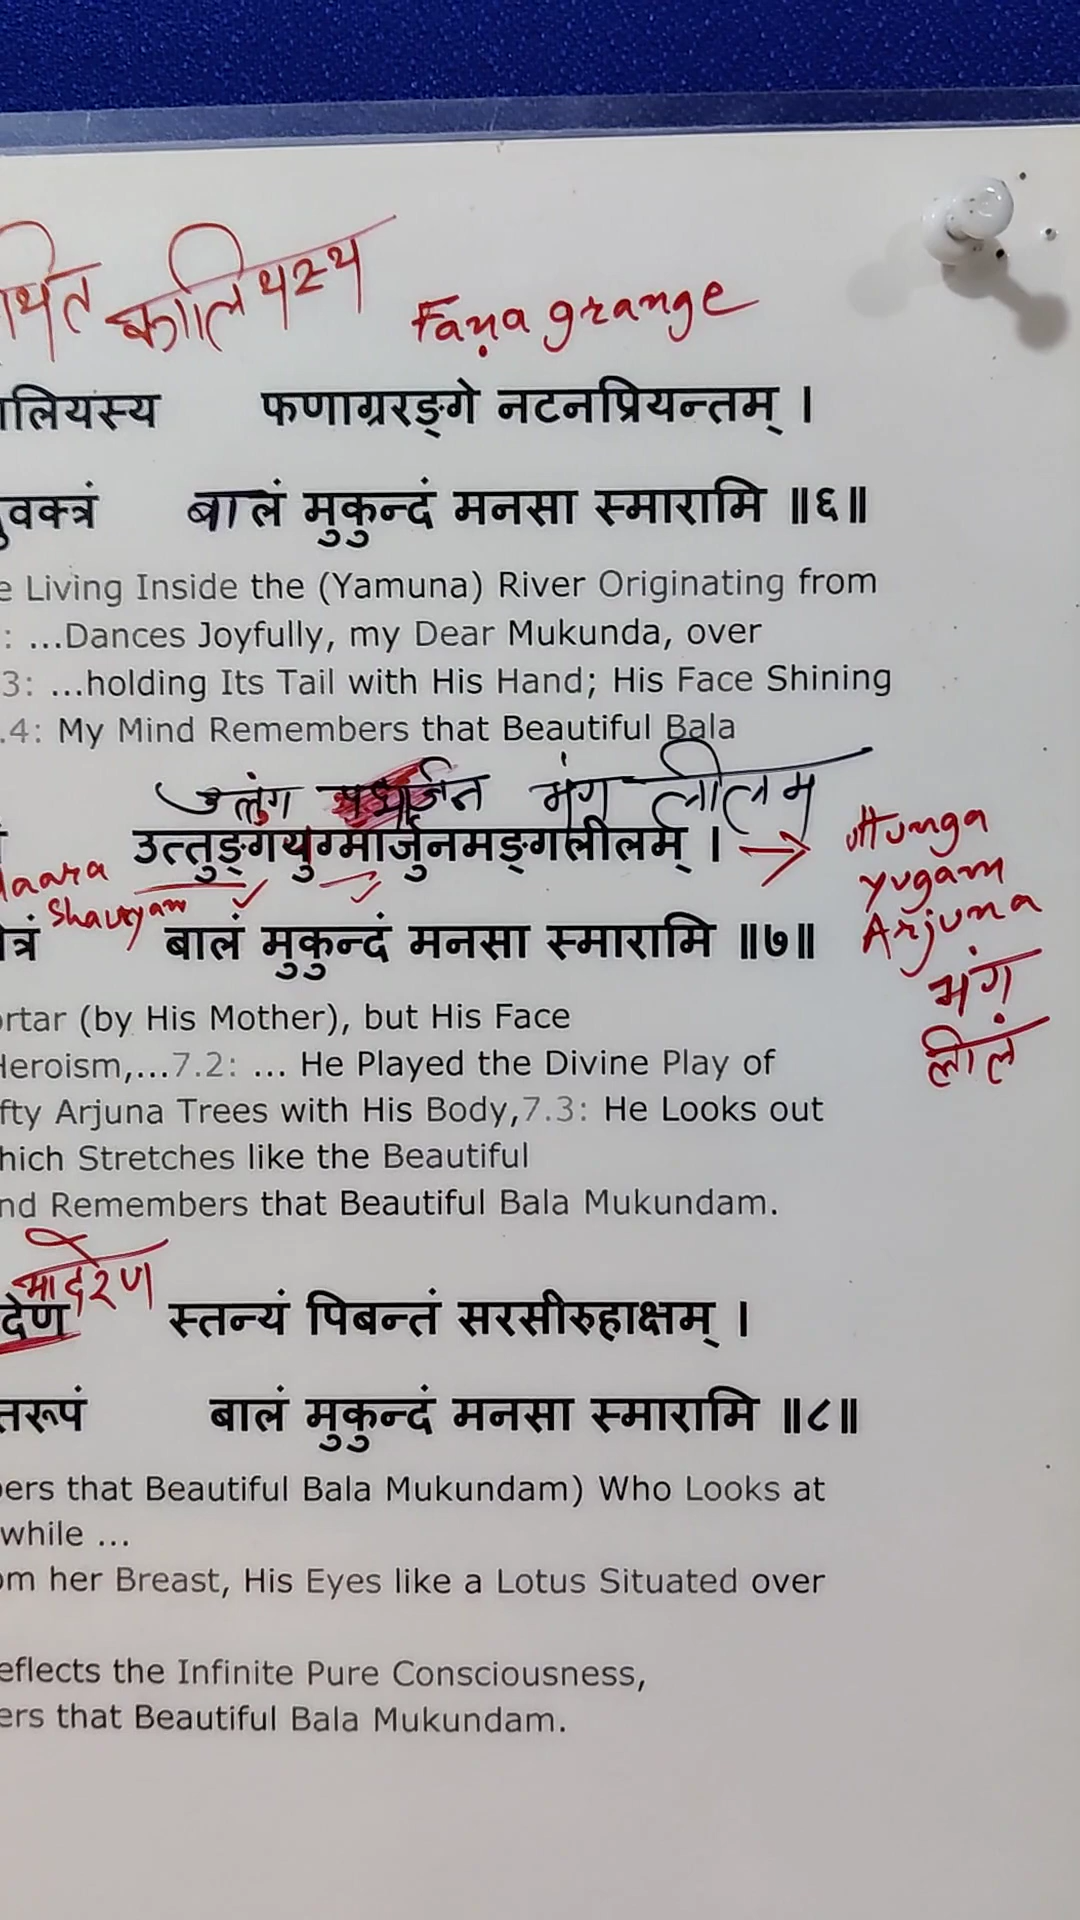 कालियस्य Faṇa grange
लियस्य फणाग्ररङ्गे नटनप्रियन्तम् ।
वक्त्रं बालं मुकुन्दं मनसा स्मारामि ॥६॥
e Living Inside the (Yamuna) River Originating from
: ...Dances Joyfully, my Dear Mukunda, over
3: ...holding Its Tail with His Hand; His Face Shining
.4: My Mind Remembers that Beautiful Bala
मंग लीलम
उत्तुङ्गयुग्मार्जुनमङ्गलीलम् । → uttunga
yugam
aara
Shauryam
Arjuna
त्रं बालं मुकुन्दं मनसा स्मारामि ॥७॥
भंग
लीलं
ortar (by His Mother), but His Face
Heroism,...7.2: ... He Played the Divine Play of
fty Arjuna Trees with His Body,7.3: He Looks out
hich Stretches like the Beautiful
nd Remembers that Beautiful Bala Mukundam.
देण स्तन्यं पिबन्तं सरसीरुहाक्षम् ।
तरूपं बालं मुकुन्दं मनसा स्मारामि ॥८॥
ers that Beautiful Bala Mukundam) Who Looks at
while ...
om her Breast, His Eyes like a Lotus Situated over
eflects the Infinite Pure Consciousness,
ers that Beautiful Bala Mukundam.